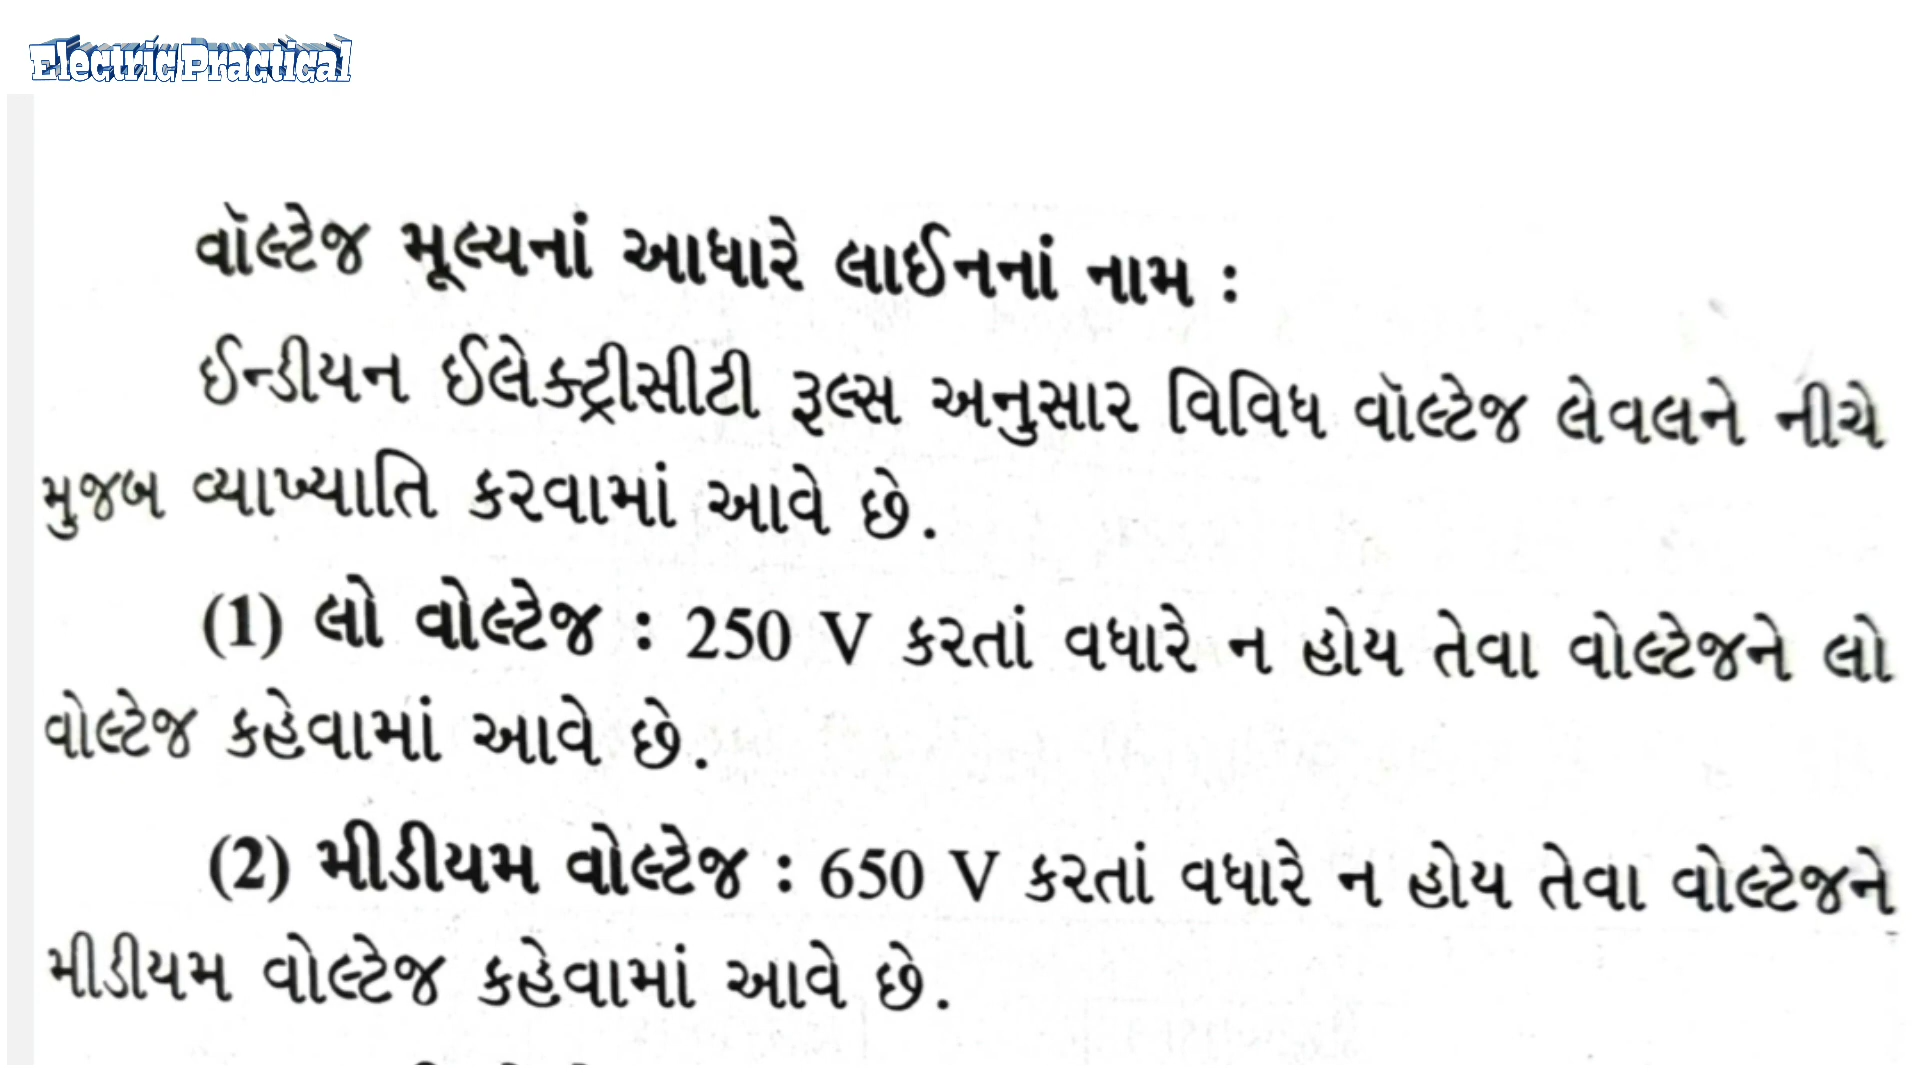 Electric Practical
વૉલ્ટેજ મૂલ્યનાં આધારે લાઈનનાં નામ :
ઈન્ડીયન ઈલેક્ટ્રીસીટી રૂલ્સ અનુસાર વિવિધ વૉલ્ટેજ લેવલને નીચે
મુજબ વ્યાખ્યાતિ કરવામાં આવે છે.
(1) લો વોલ્ટેજ : 250 V કરતાં વધારે ન હોય તેવા વોલ્ટેજને લો
વોલ્ટેજ કહેવામાં આવે છે.
(2) મીડીયમ વોલ્ટેજ : 650 V કરતાં વધારે ન હોય તેવા વોલ્ટેજને
મીડીયમ વોલ્ટેજ કહેવામાં આવે છે.